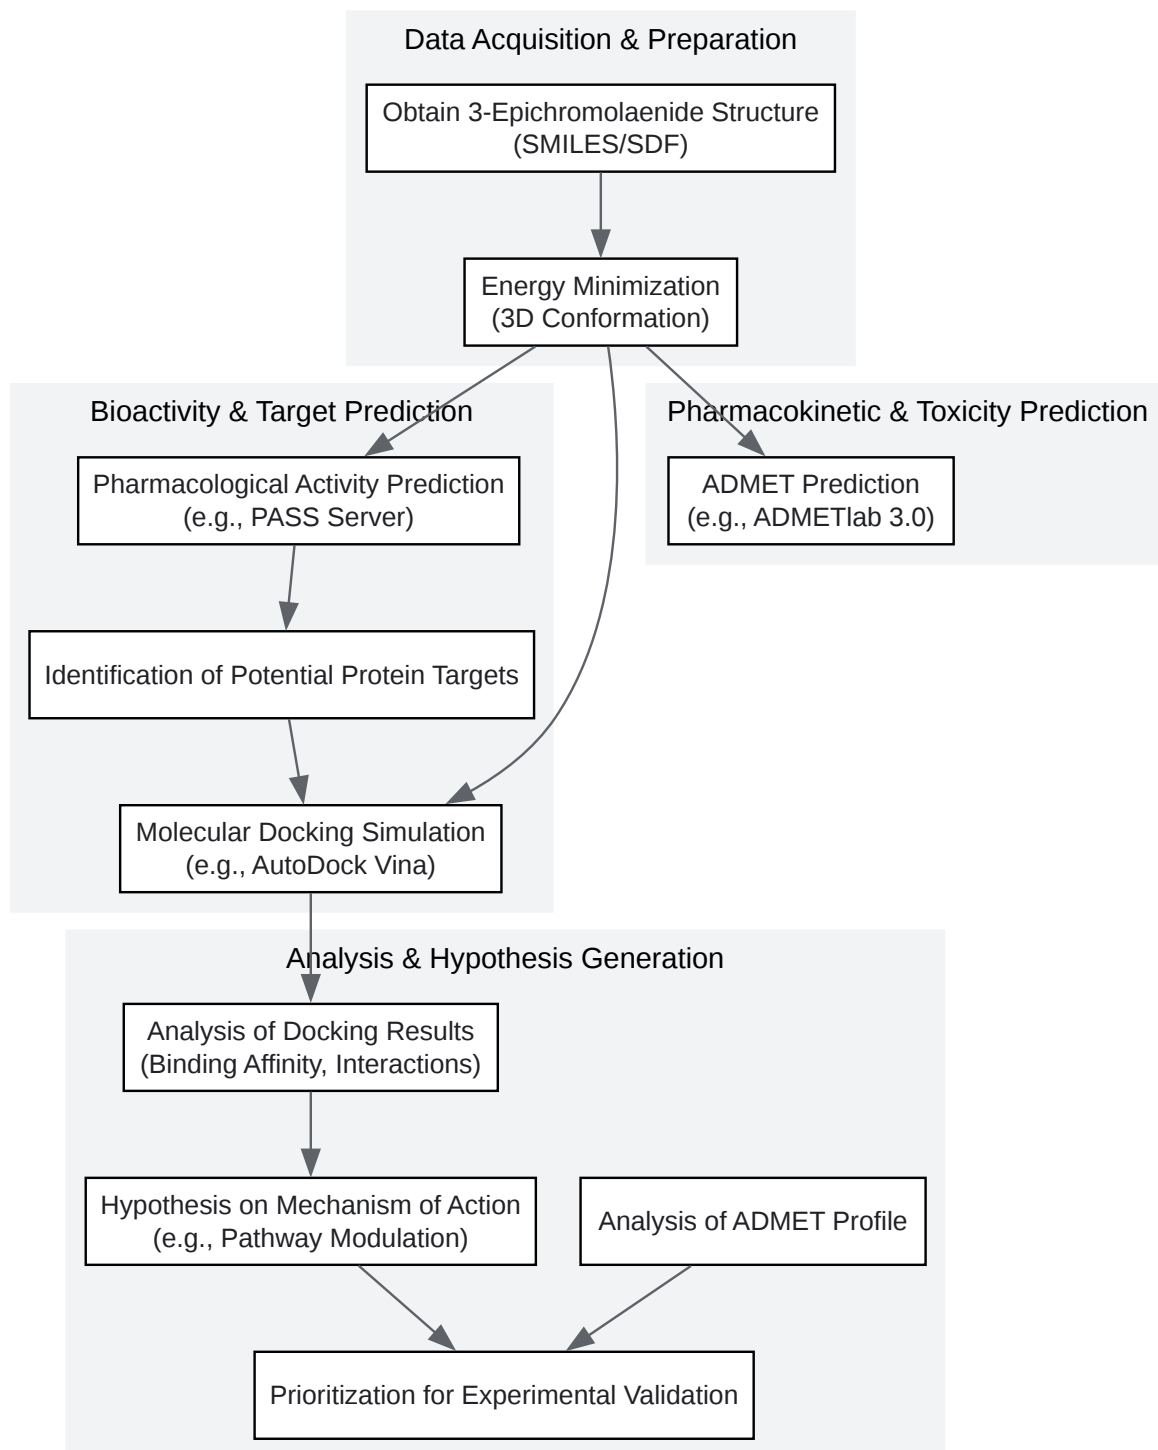 Data Acquisition & Preparation
Obtain 3-Epichromolaenide Structure
(SMILES/SDF)
Energy Minimization
(3D Conformation)
Bioactivity & Target Prediction
Pharmacological Activity Prediction
(e.g., PASS Server)
Identification of Potential Protein Targets
Molecular Docking Simulation
(e.g., AutoDock Vina)
Pharmacokinetic & Toxicity Prediction
ADMET Prediction
(e.g., ADMETlab 3.0)
Analysis & Hypothesis Generation
Analysis of Docking Results
(Binding Affinity, Interactions)
Hypothesis on Mechanism of Action
(e.g., Pathway Modulation)
Analysis of ADMET Profile
Prioritization for Experimental Validation